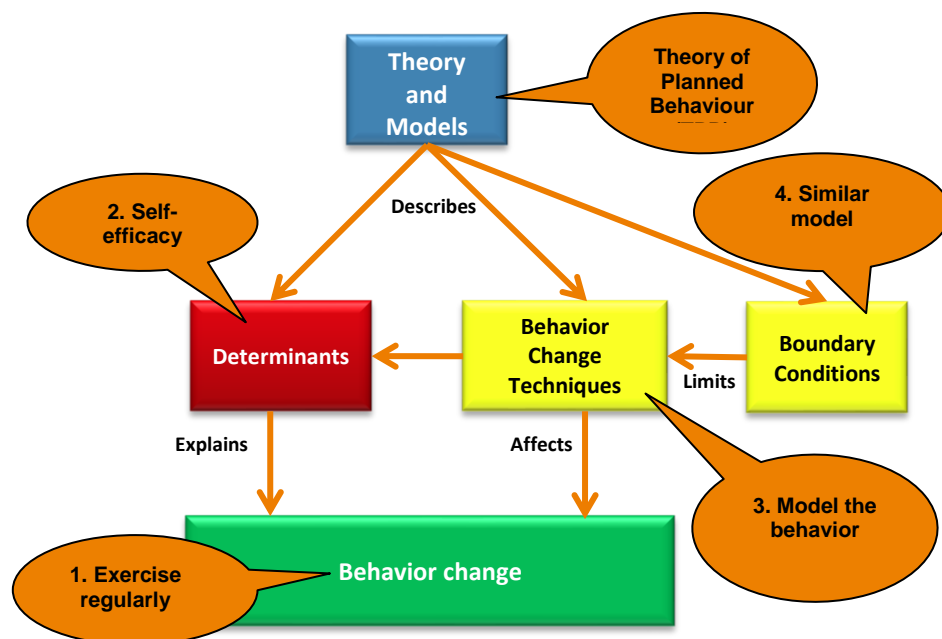 Theory
and
Models
Theory of
Planned
Behaviour
2. Self-
efficacy
Describes
4. Similar
model
Determinants
Behavior
Change
Techniques
Limits
Boundary
Conditions
Explains
Affects
3. Model the
behavior
1. Exercise
regularly
Behavior change